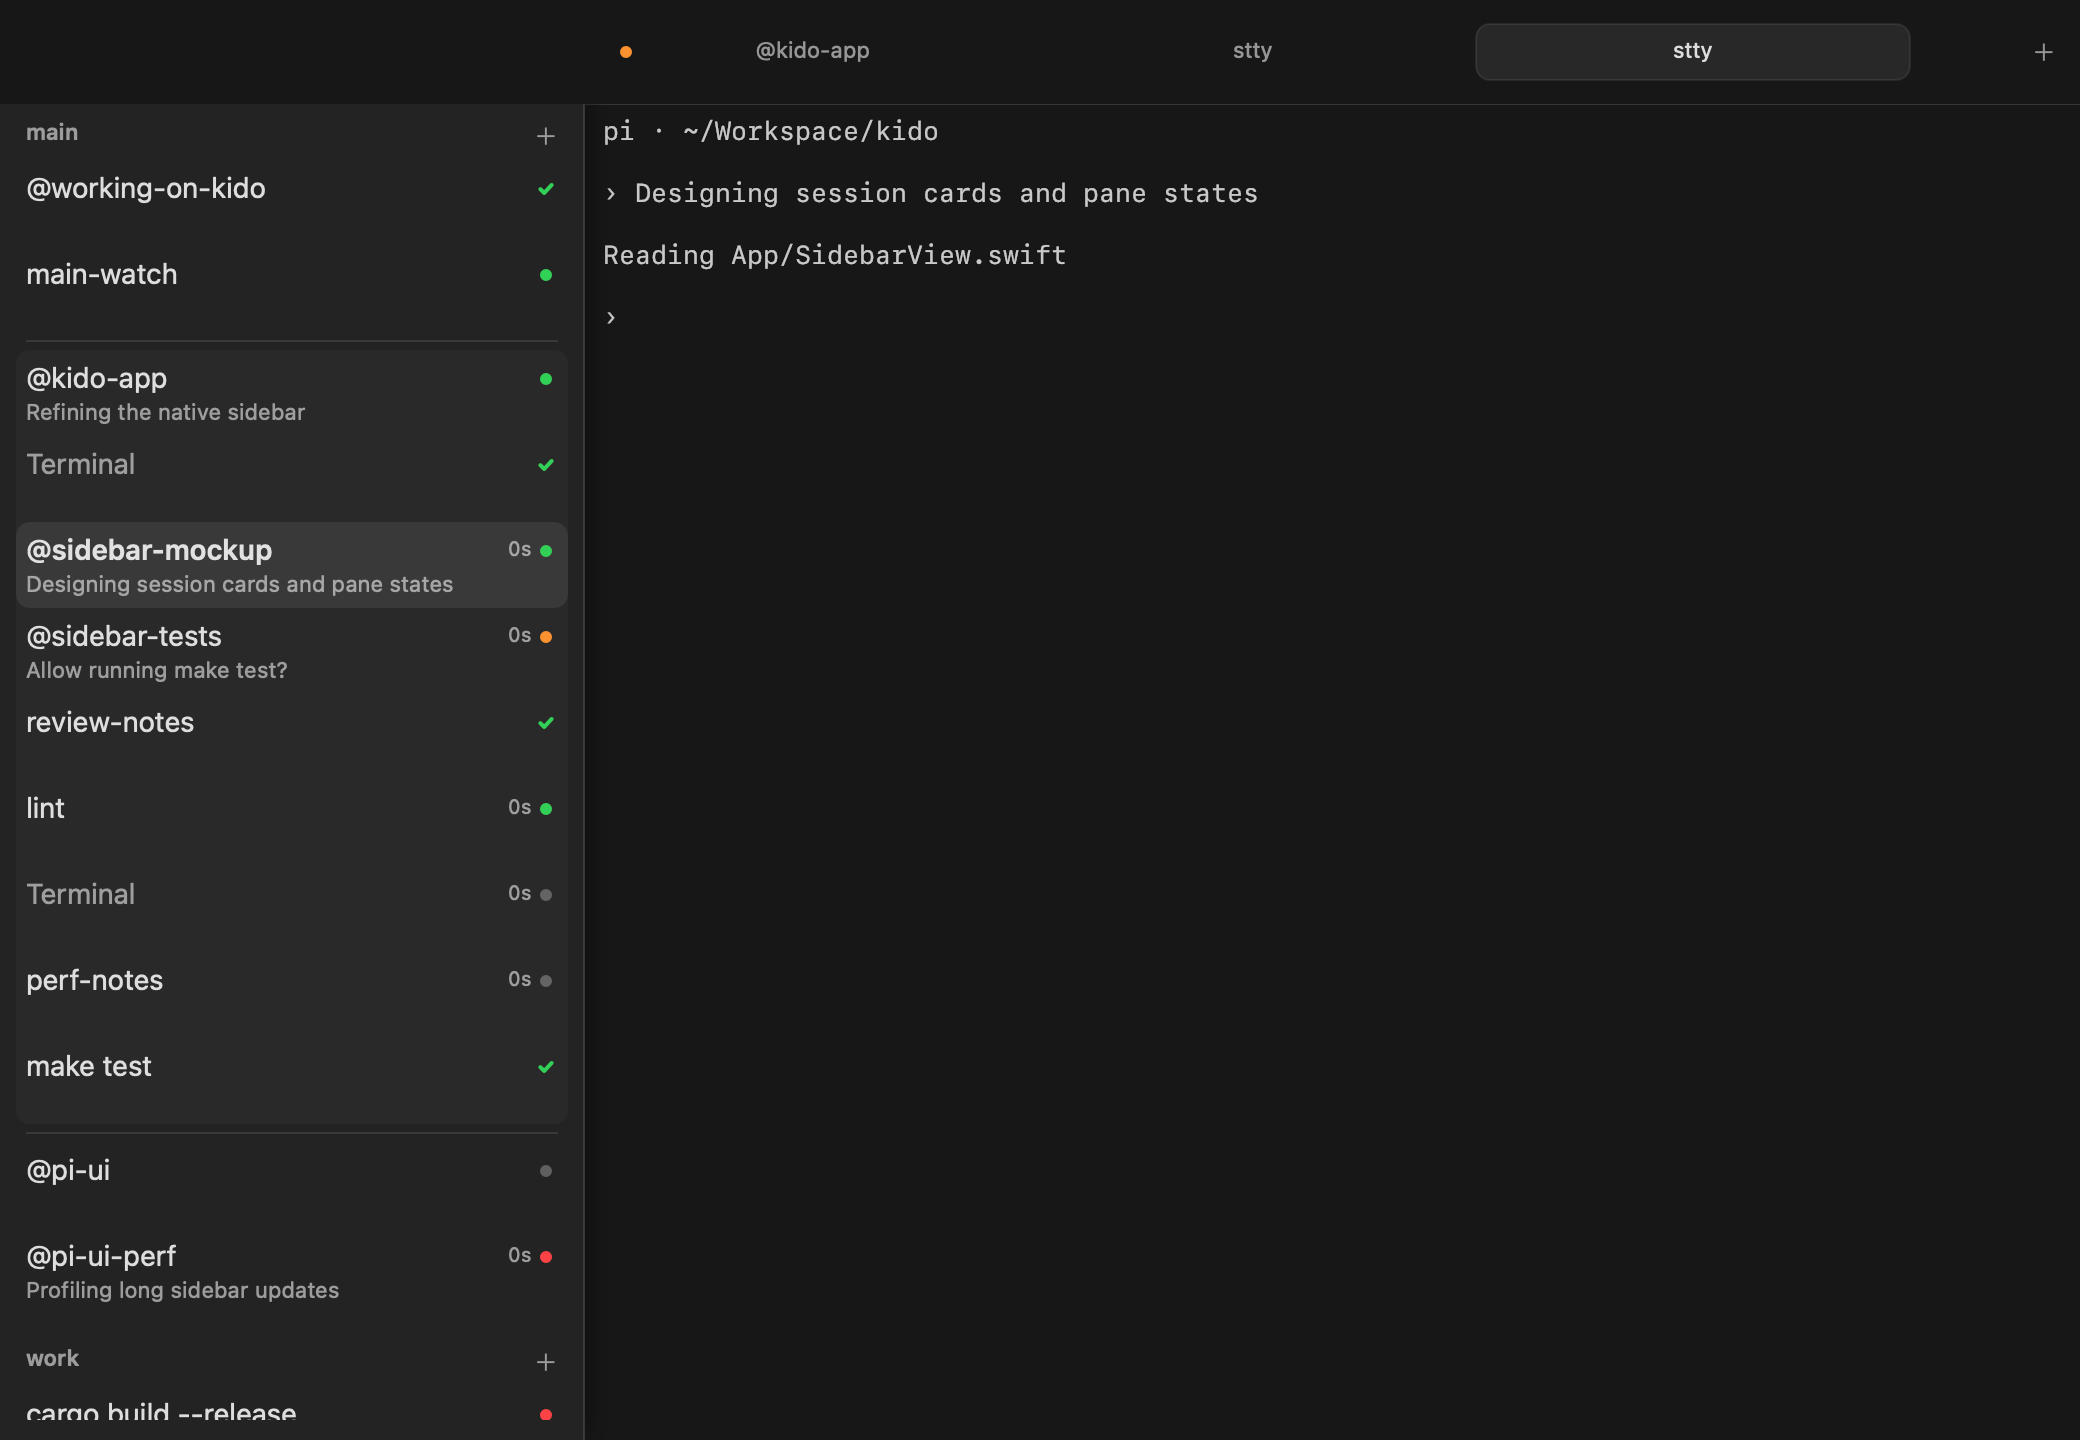 @kido-app
stty
stty
main
@working-on-kido
main-watch
@kido-app
Refining the native sidebar
Terminal
@sidebar-mockup 0s
Designing session cards and pane states
@sidebar-tests 0s
Allow running make test?
review-notes
lint 0s
Terminal 0s
perf-notes 0s
make test
@pi-ui
@pi-ui-perf 0s
Profiling long sidebar updates
work
cargo build --release
pi · ~/Workspace/kido
› Designing session cards and pane states
Reading App/SidebarView.swift
›